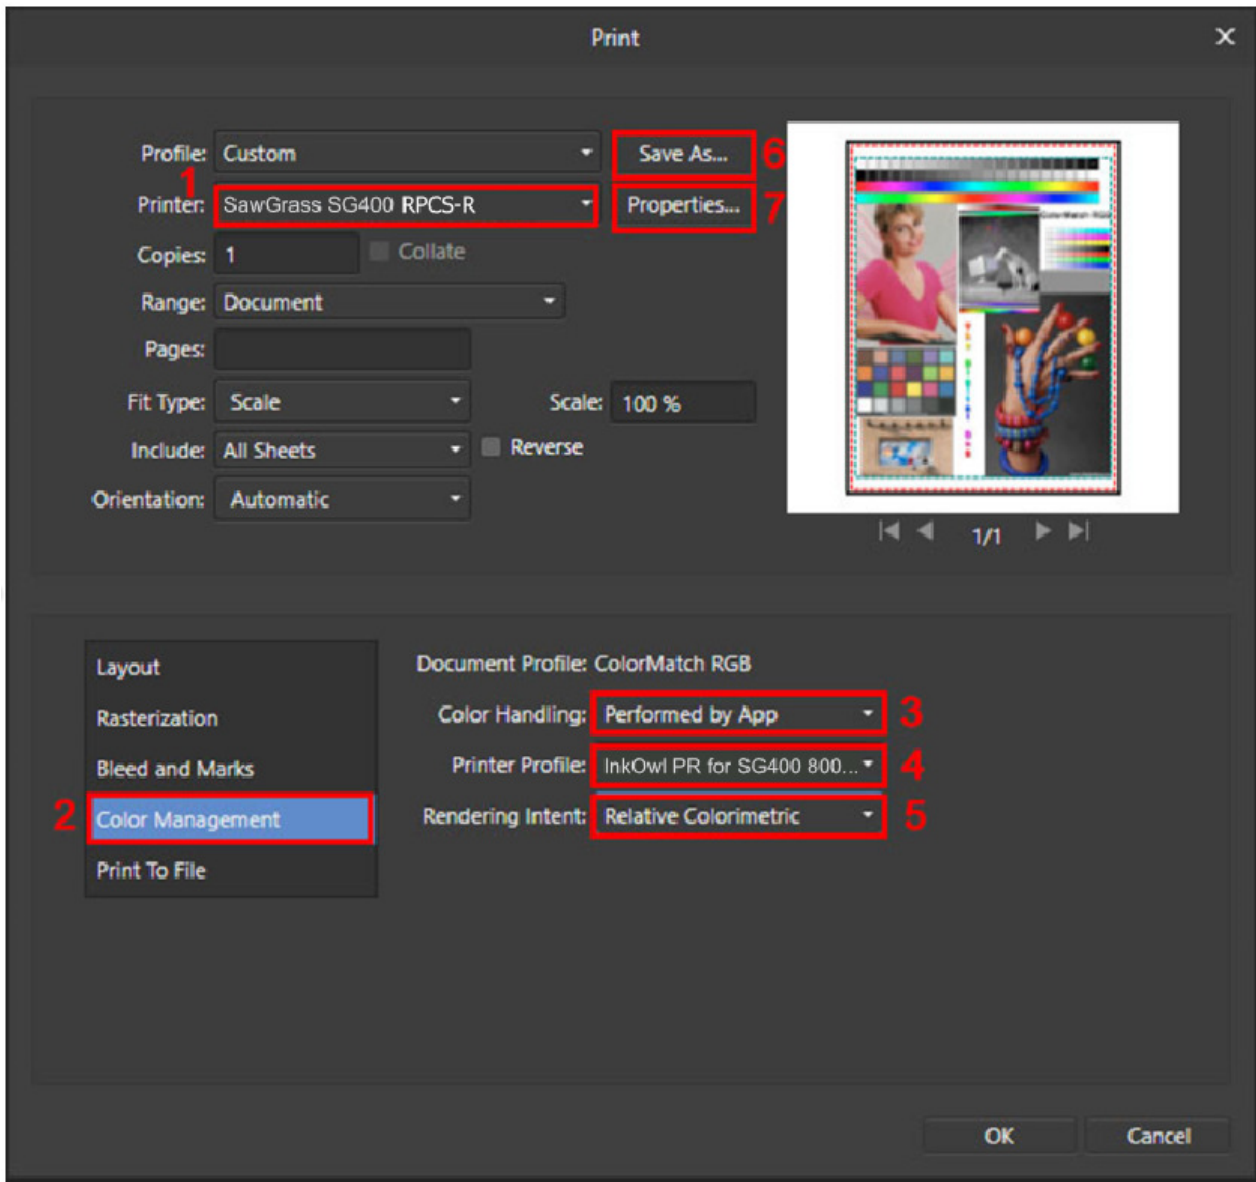 Print
Profile: Custom Save As... 6
1
Printer: SawGrass SG400 RPCS-R Properties... 7
Copies: 1 Collate
Range: Document
Pages:
Fit Type: Scale Scale: 100 %
Include: All Sheets Reverse
Orientation: Automatic
ColorMatch RGB
1/1
Layout
Rasterization
Bleed and Marks
2 Color Management
Print To File
Document Profile: ColorMatch RGB
Color Handling: Performed by App 3
Printer Profile: InkOwl PR for SG400 800... 4
Rendering Intent: Relative Colorimetric 5
OK Cancel